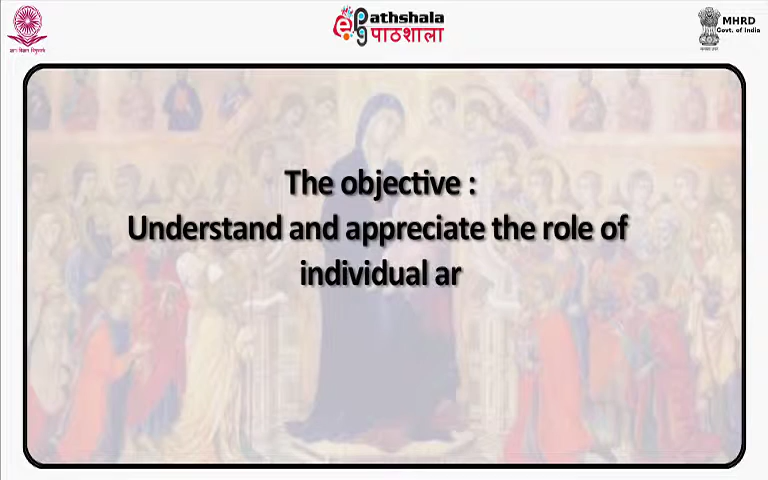 ePathshala
पाठशाला
MHRD
Govt. of India
The objective :
Understand and appreciate the role of
individual ar